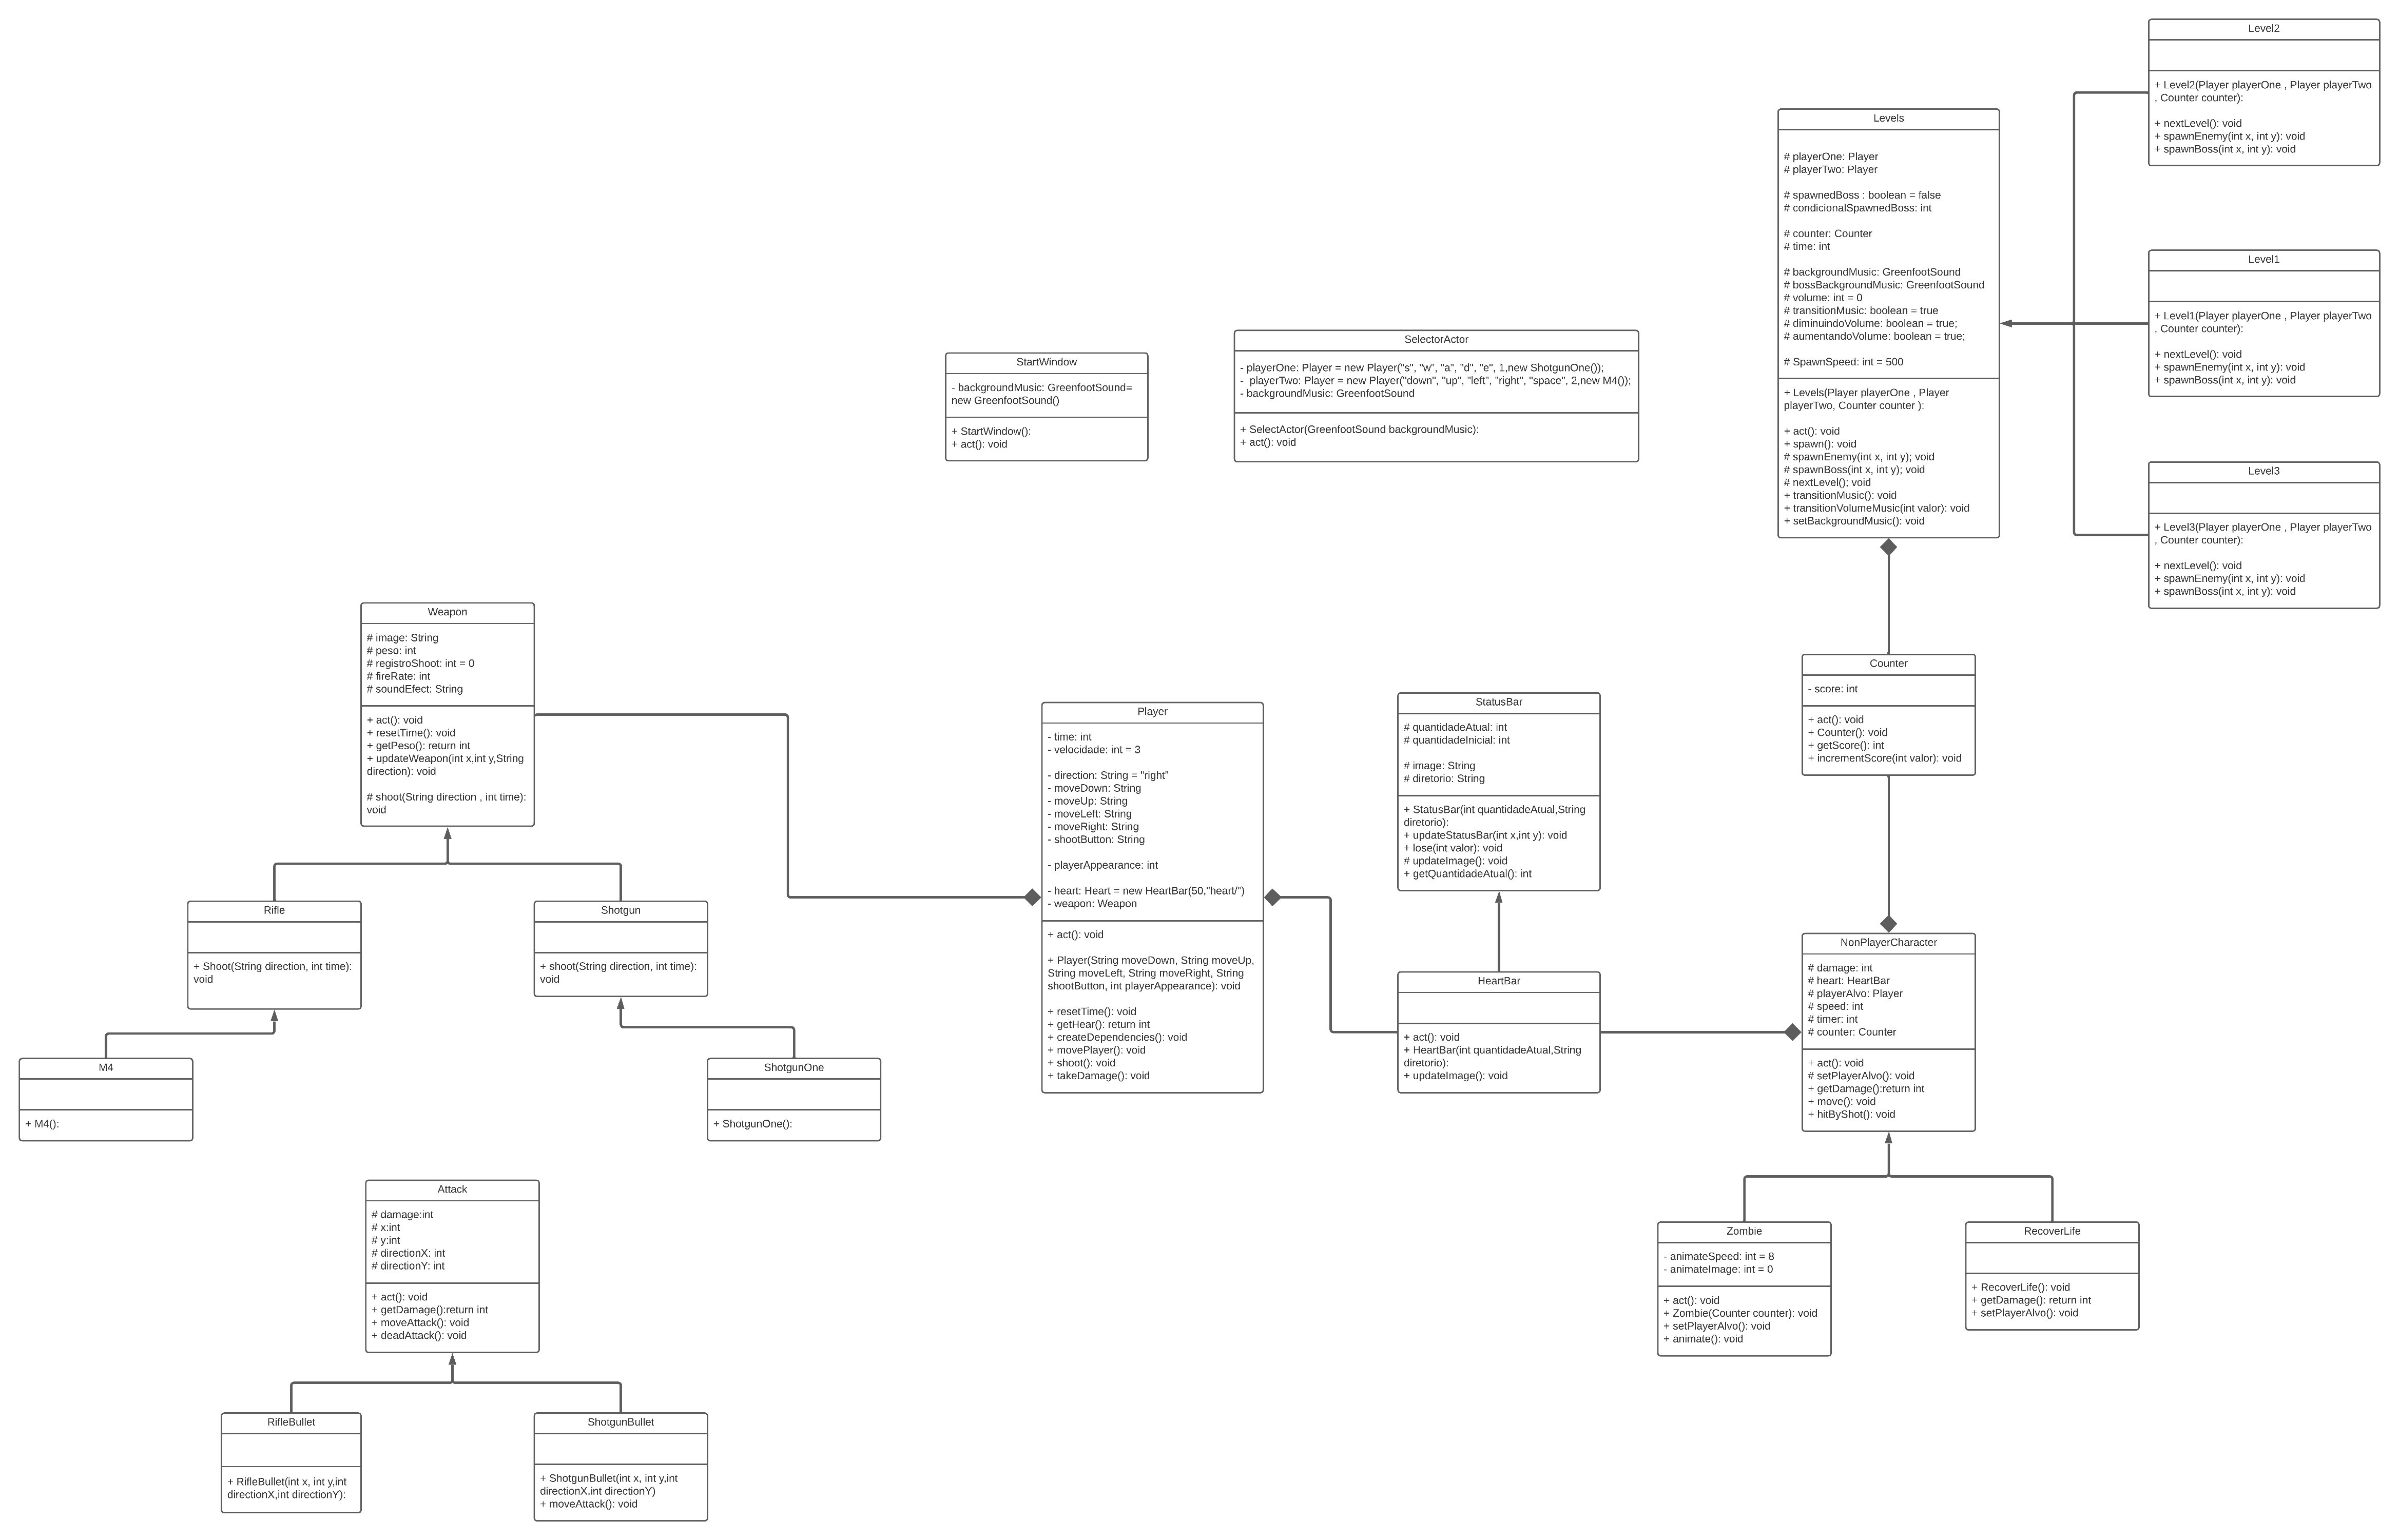 Level2
+ Level2(Player playerOne , Player playerTwo
, Counter counter):
+ nextLevel(): void
+ spawnEnemy(int x, int y): void
+ spawnBoss(int x, int y): void
Levels
# playerOne: Player
# playerTwo: Player
# spawnedBoss : boolean = false
# condicionalSpawnedBoss: int
# counter: Counter
# time: int
# backgroundMusic: GreenfootSound
# bossBackgroundMusic: GreenfootSound
# volume: int = 0
# transitionMusic: boolean = true
# diminuindoVolume: boolean = true;
# aumentandoVolume: boolean = true;
# SpawnSpeed: int = 500
+ Levels(Player playerOne , Player
playerTwo, Counter counter ):
+ act(): void
+ spawn(): void
# spawnEnemy(int x, int y); void
# spawnBoss(int x, int y); void
# nextLevel(); void
+ transitionMusic(): void
+ transitionVolumeMusic(int valor): void
+ setBackgroundMusic(): void
Level1
+ Level1(Player playerOne , Player playerTwo
, Counter counter):
+ nextLevel(): void
+ spawnEnemy(int x, int y): void
+ spawnBoss(int x, int y): void
StartWindow
- backgroundMusic: GreenfootSound=
new GreenfootSound()
+ StartWindow():
+ act(): void
SelectorActor
- playerOne: Player = new Player("s", "w", "a", "d", "e", 1,new ShotgunOne());
-  playerTwo: Player = new Player("down", "up", "left", "right", "space", 2,new M4());
- backgroundMusic: GreenfootSound
+ SelectActor(GreenfootSound backgroundMusic):
+ act(): void
Level3
+ Level3(Player playerOne , Player playerTwo
, Counter counter):
+ nextLevel(): void
+ spawnEnemy(int x, int y): void
+ spawnBoss(int x, int y): void
Weapon
# image: String
# peso: int
# registroShoot: int = 0
# fireRate: int
# soundEfect: String
+ act(): void
+ resetTime(): void
+ getPeso(): return int
+ updateWeapon(int x,int y,String
direction): void
# shoot(String direction , int time):
void
Counter
- score: int
+ act(): void
+ Counter(): void
+ getScore(): int
+ incrementScore(int valor): void
Player
- time: int
- velocidade: int = 3
- direction: String = "right"
- moveDown: String
- moveUp: String
- moveLeft: String
- moveRight: String
- shootButton: String
- playerAppearance: int
- heart: Heart = new HeartBar(50,"heart/")
- weapon: Weapon
+ act(): void
+ Player(String moveDown, String moveUp,
String moveLeft, String moveRight, String
shootButton, int playerAppearance): void
+ resetTime(): void
+ getHear(): return int
+ createDependencies(): void
+ movePlayer(): void
+ shoot(): void
+ takeDamage(): void
StatusBar
# quantidadeAtual: int
# quantidadeInicial: int
# image: String
# diretorio: String
+ StatusBar(int quantidadeAtual,String
diretorio):
+ updateStatusBar(int x,int y): void
+ lose(int valor): void
# updateImage(): void
+ getQuantidadeAtual(): int
Rifle
+ Shoot(String direction, int time):
void
Shotgun
+ shoot(String direction, int time):
void
HeartBar
+ act(): void
+ HeartBar(int quantidadeAtual,String
diretorio):
+ updateImage(): void
NonPlayerCharacter
# damage: int
# heart: HeartBar
# playerAlvo: Player
# speed: int
# timer: int
# counter: Counter
+ act(): void
# setPlayerAlvo(): void
+ getDamage():return int
+ move(): void
+ hitByShot(): void
M4
+ M4():
ShotgunOne
+ ShotgunOne():
Attack
# damage:int
# x:int
# y:int
# directionX: int
# directionY: int
+ act(): void
+ getDamage():return int
+ moveAttack(): void
+ deadAttack(): void
Zombie
- animateSpeed: int = 8
- animateImage: int = 0
+ act(): void
+ Zombie(Counter counter): void
+ setPlayerAlvo(): void
+ animate(): void
RecoverLife
+ RecoverLife(): void
+ getDamage(): return int
+ setPlayerAlvo(): void
RifleBullet
+ RifleBullet(int x, int y,int
directionX,int directionY):
ShotgunBullet
+ ShotgunBullet(int x, int y,int
directionX,int directionY)
+ moveAttack(): void